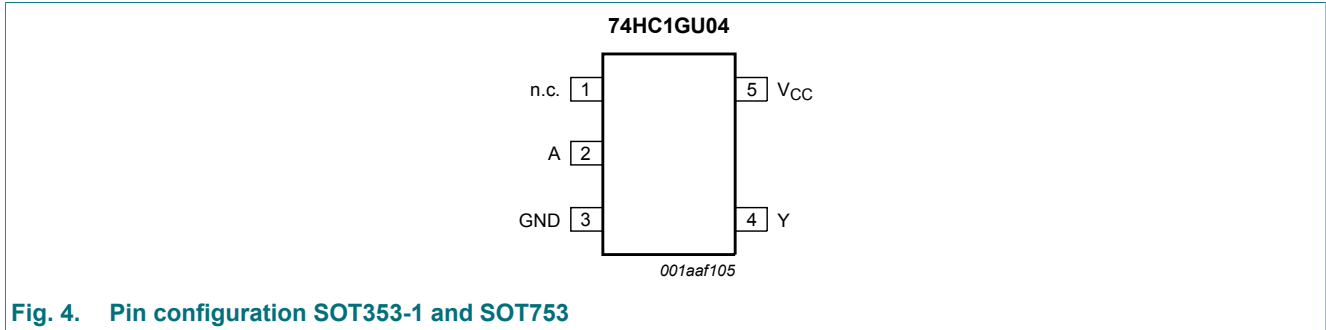 74HC1GU04
n.c. 1
5 VCC
A 2
GND 3
4 Y
001aaf105
Fig. 4. Pin configuration SOT353-1 and SOT753